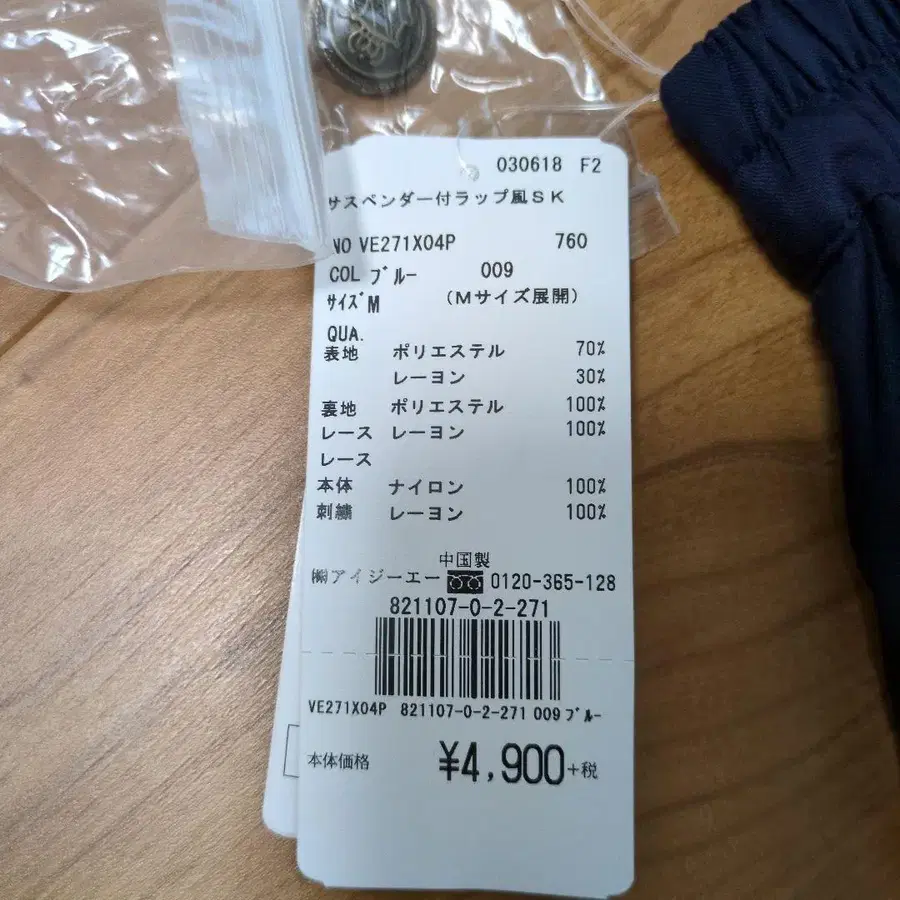 030618 F2
サスペンダー付ラップ風SK
NO VE271X04P 760
COL ブルー 009
サイズM (Mサイズ展開)
QUA.
表地 ポリエステル 70%
レーヨン 30%
裏地 ポリエステル 100%
レース レーヨン 100%
レース
本体 ナイロン 100%
刺繍 レーヨン 100%
中国製
㈱アイジーエー 0120-365-128
821107-0-2-271
VE271X04P 821107-0-2-271 009 ブルー
本体価格 ¥4,900+税